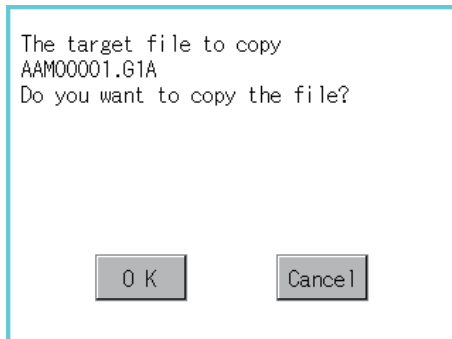 The target file to copy
AAM00001.G1A
Do you want to copy the file?
O K
Cancel